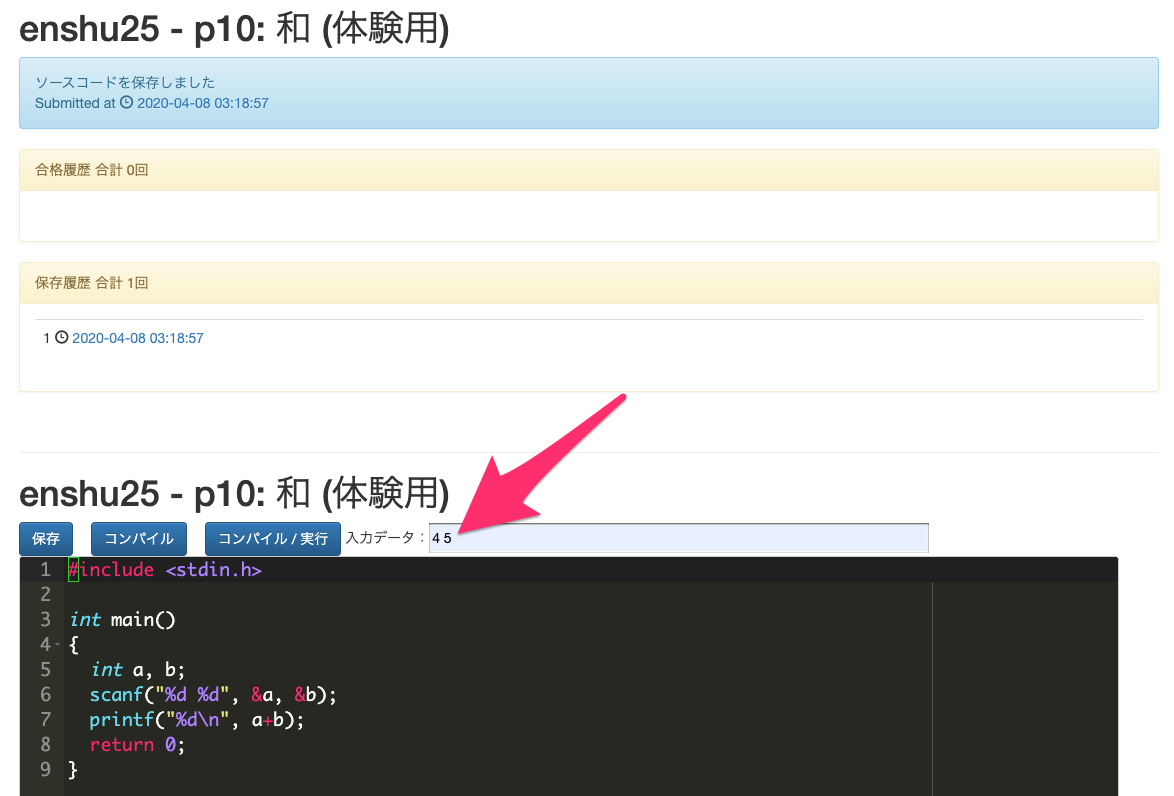 enshu25 - p10: 和 (体験用)
ソースコードを保存しました
Submitted at 2020-04-08 03:18:57
合格履歴 合計 0回
保存履歴 合計 1回
1 2020-04-08 03:18:57
enshu25 - p10: 和 (体験用)
保存 コンパイル コンパイル / 実行 入力データ : 4 5
1 #include <stdin.h>
2
3 int main()
4 {
5   int a, b;
6   scanf("%d %d", &a, &b);
7   printf("%d\n", a+b);
8   return 0;
9 }